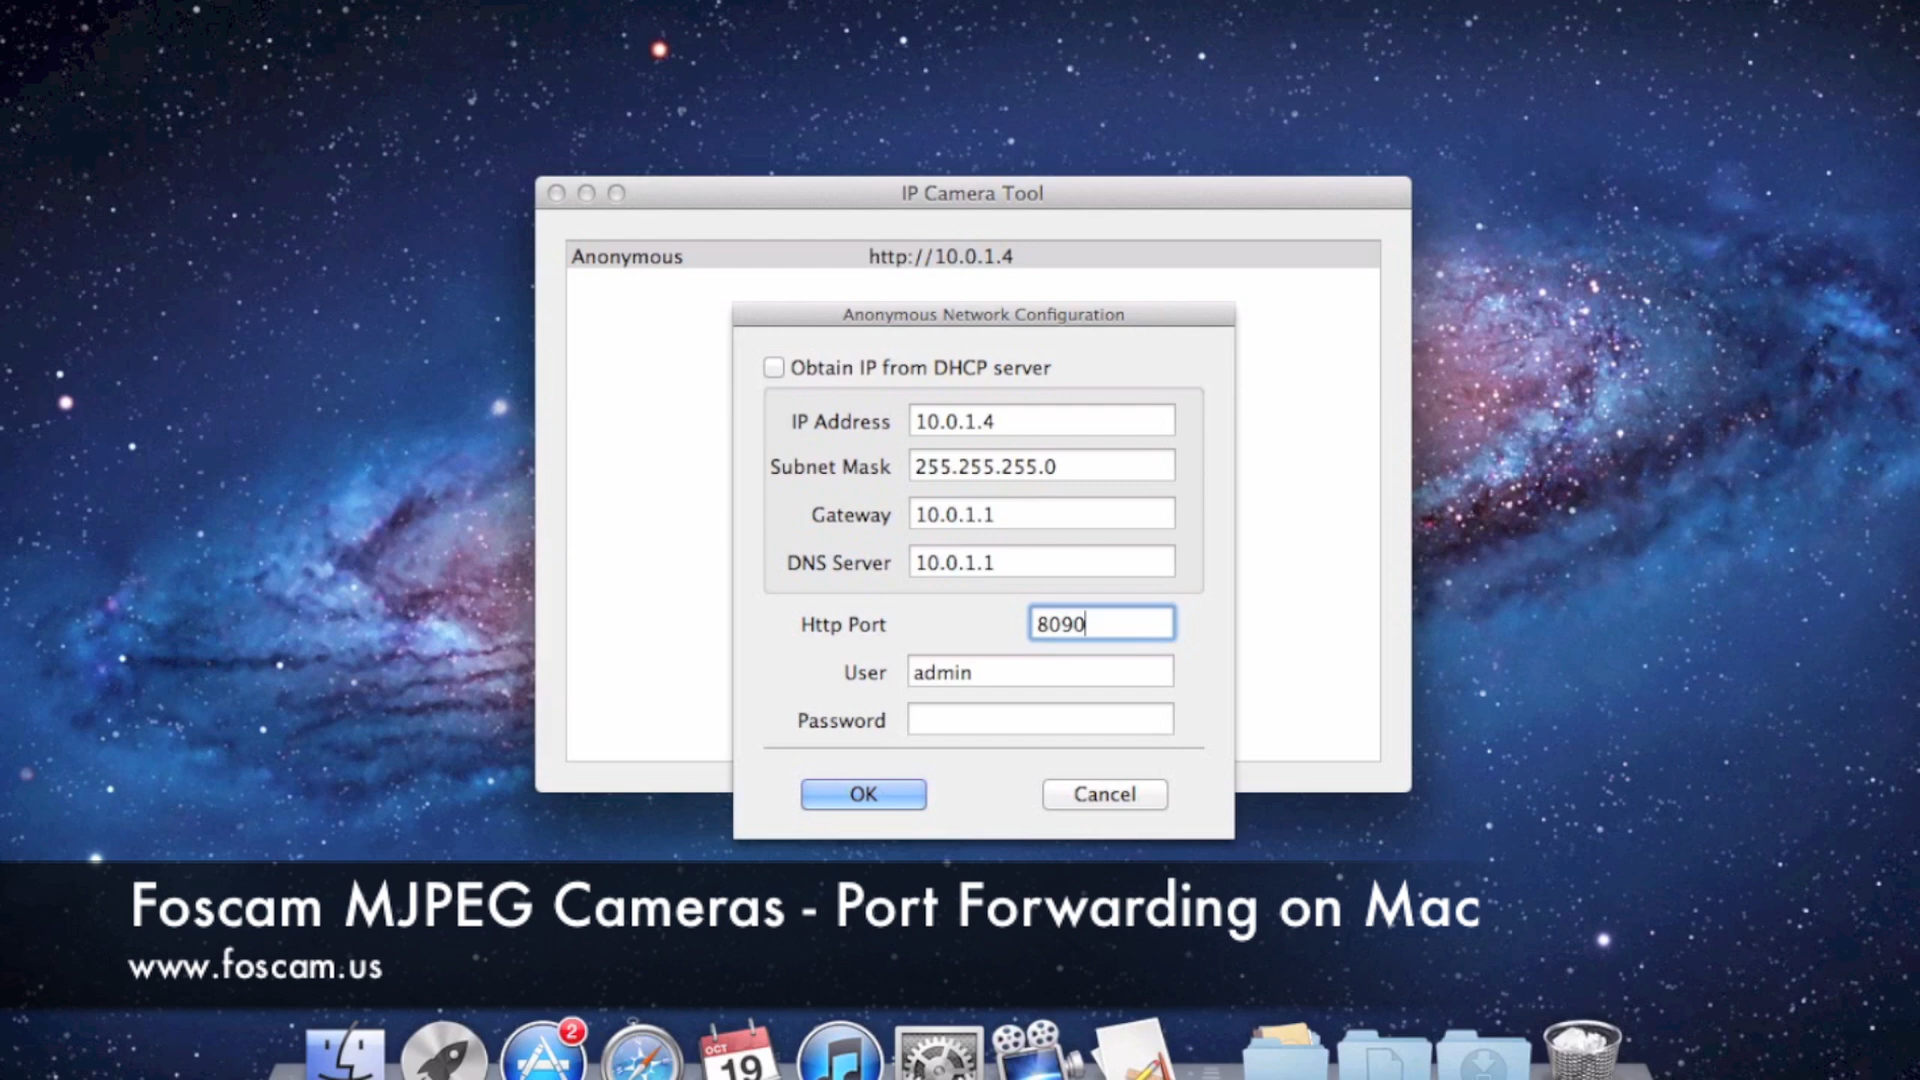 IP Camera Tool
Anonymous http://10.0.1.4
Anonymous Network Configuration
Obtain IP from DHCP server
IP Address 10.0.1.4
Subnet Mask 255.255.255.0
Gateway 10.0.1.1
DNS Server 10.0.1.1
Http Port 8090
User admin
Password
OK Cancel
Foscam MJPEG Cameras - Port Forwarding on Mac
www.foscam.us
2
OCT
19